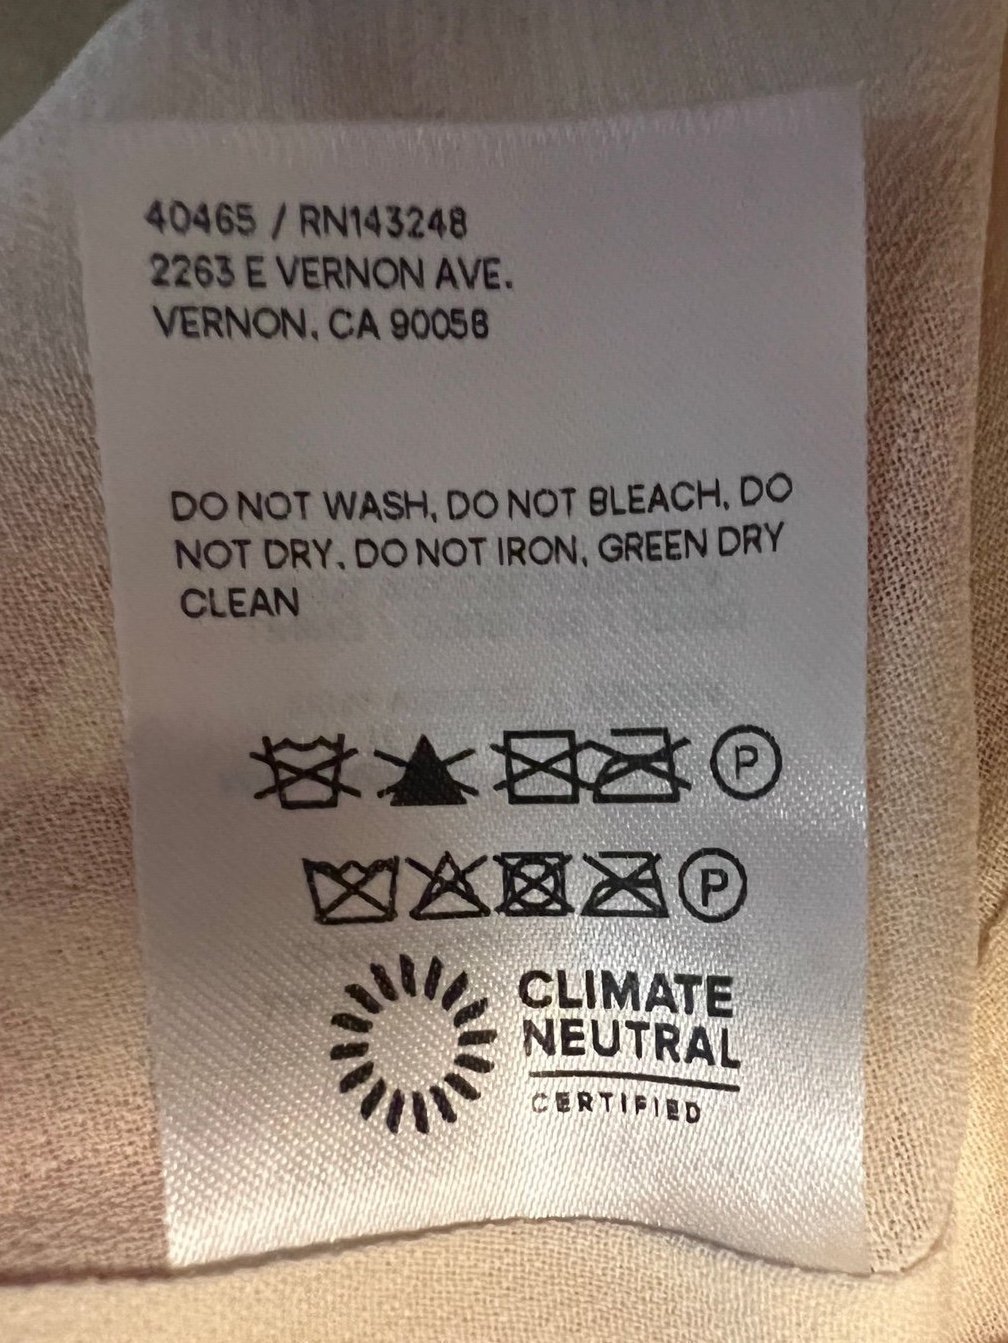 40465 / RN143248
2263 E VERNON AVE.
VERNON, CA 90058
DO NOT WASH, DO NOT BLEACH, DO
NOT DRY, DO NOT IRON, GREEN DRY
CLEAN
P
P
CLIMATE
NEUTRAL
CERTIFIED